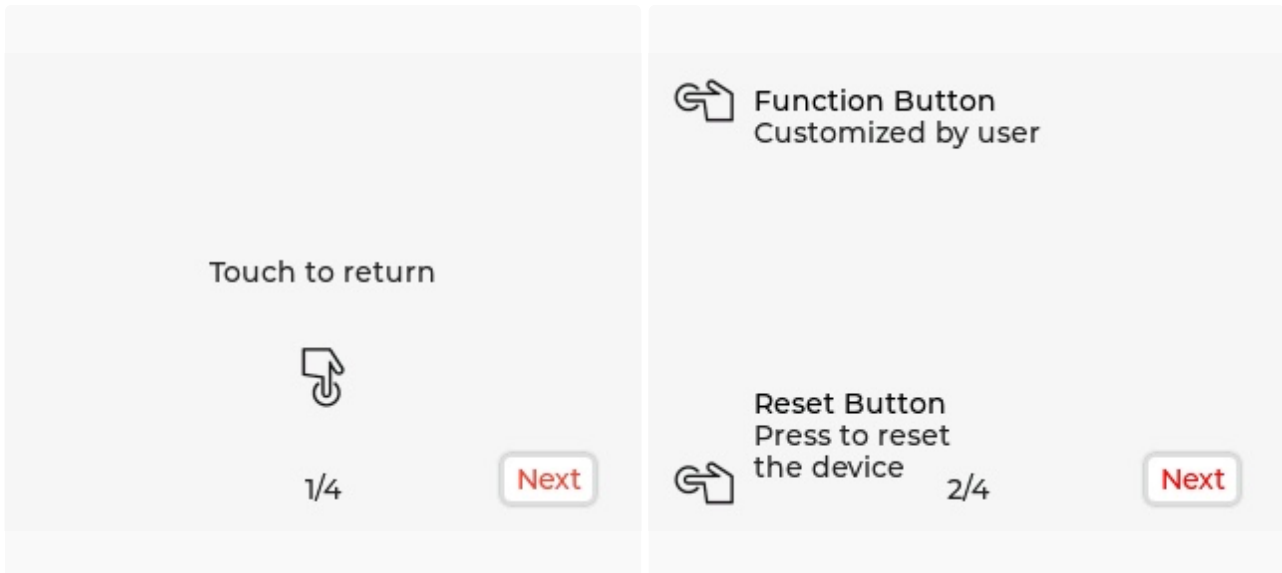 Touch to return
1/4
Next
Function Button
Customized by user
Reset Button
Press to reset
the device
2/4
Next